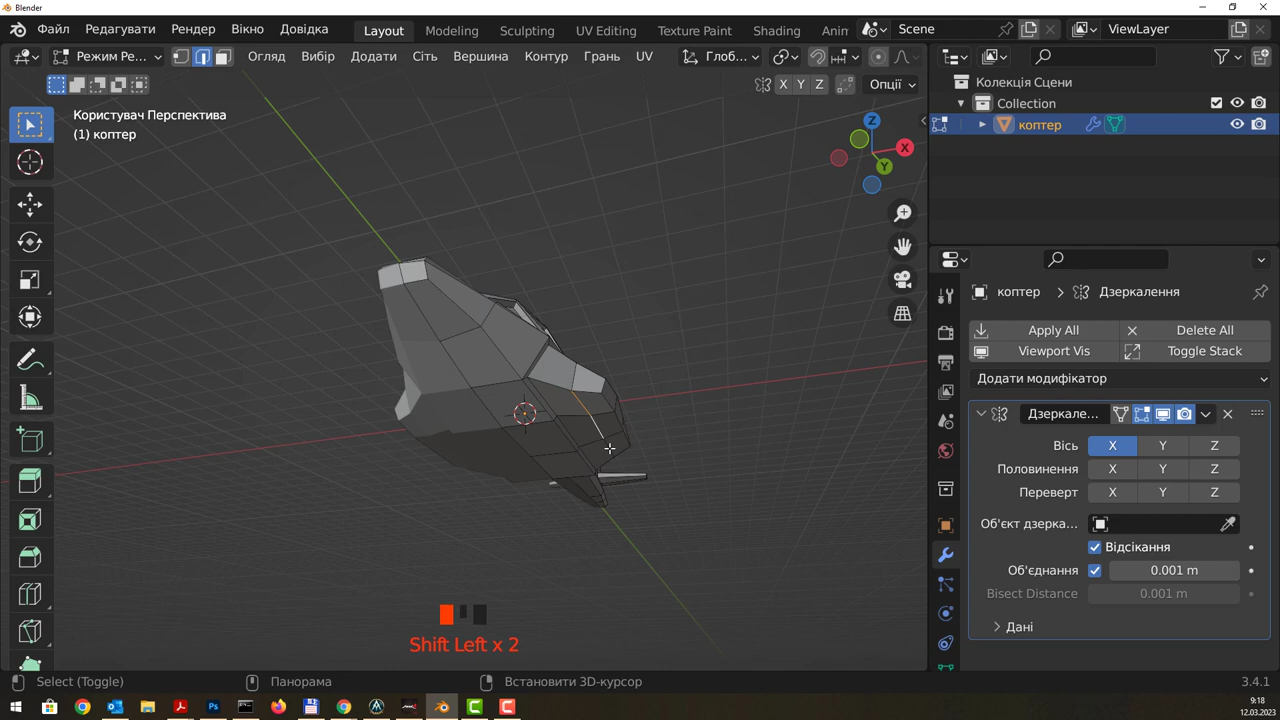 Blender
Файл Редагувати Рендер Вікно Довідка Layout Modeling Sculpting UV Editing Texture Paint Shading Anin Scene ViewLayer
Режим Ре... Огляд Вибір Додати Сіть Вершина Контур Грань UV Глоб...
X Y Z Опції
Користувач Перспектива
(1) коптер
Z
X
Y
Колекція Сцени
Collection
коптер
коптер > Дзеркалення
Apply All Delete All
Viewport Vis Toggle Stack
Додати модифікатор
Дзеркале...
Вісь X Y Z
Половинення X Y Z
Переверт X Y Z
Об'єкт дзерка...
Відсікання
Об'єднання 0.001 m
Bisect Distance 0.001 m
Дані
Shift Left x 2
Select (Toggle) Панорама Встановити 3D-курсор 3.4.1
9:18
12.03.2023